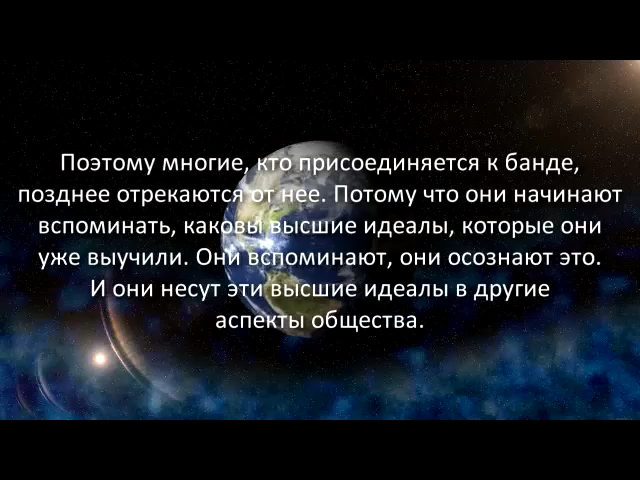 Поэтому многие, кто присоединяется к банде,
позднее отрекаются от нее. Потому что они начинают
вспоминать, каковы высшие идеалы, которые они
уже выучили. Они вспоминают, они осознают это.
И они несут эти высшие идеалы в другие
аспекты общества.